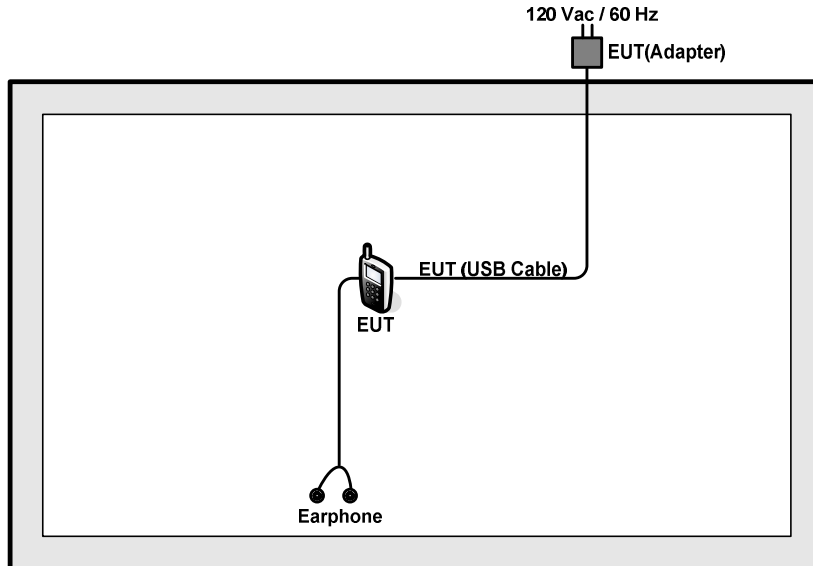 120 Vac / 60 Hz
EUT(Adapter)
EUT (USB Cable)
EUT
Earphone